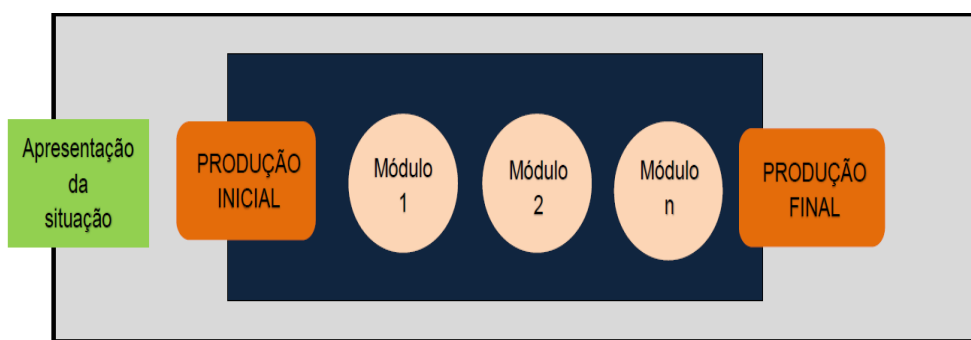 Apresentação
da
situação
PRODUÇÃO
INICIAL
Módulo
1
Módulo
2
Módulo
n
PRODUÇÃO
FINAL